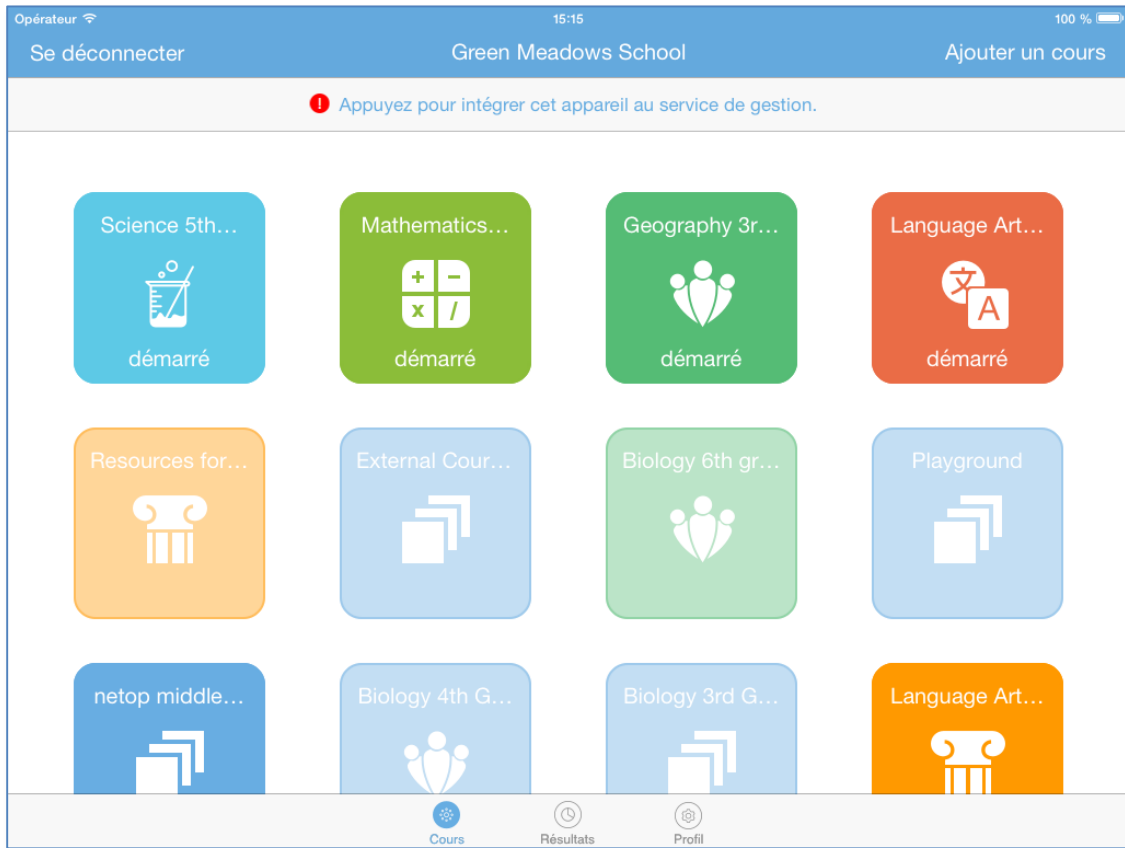 Opérateur 15:15 100 %
Se déconnecter Green Meadows School Ajouter un cours
! Appuyez pour intégrer cet appareil au service de gestion.
Science 5th… Mathematics… Geography 3r… Language Art…
+ − x / 文 A
démarré démarré démarré démarré
Resources for… External Cour… Biology 6th gr… Playground
netop middle… Biology 4th G… Biology 3rd G… Language Art…
Cours Résultats Profil